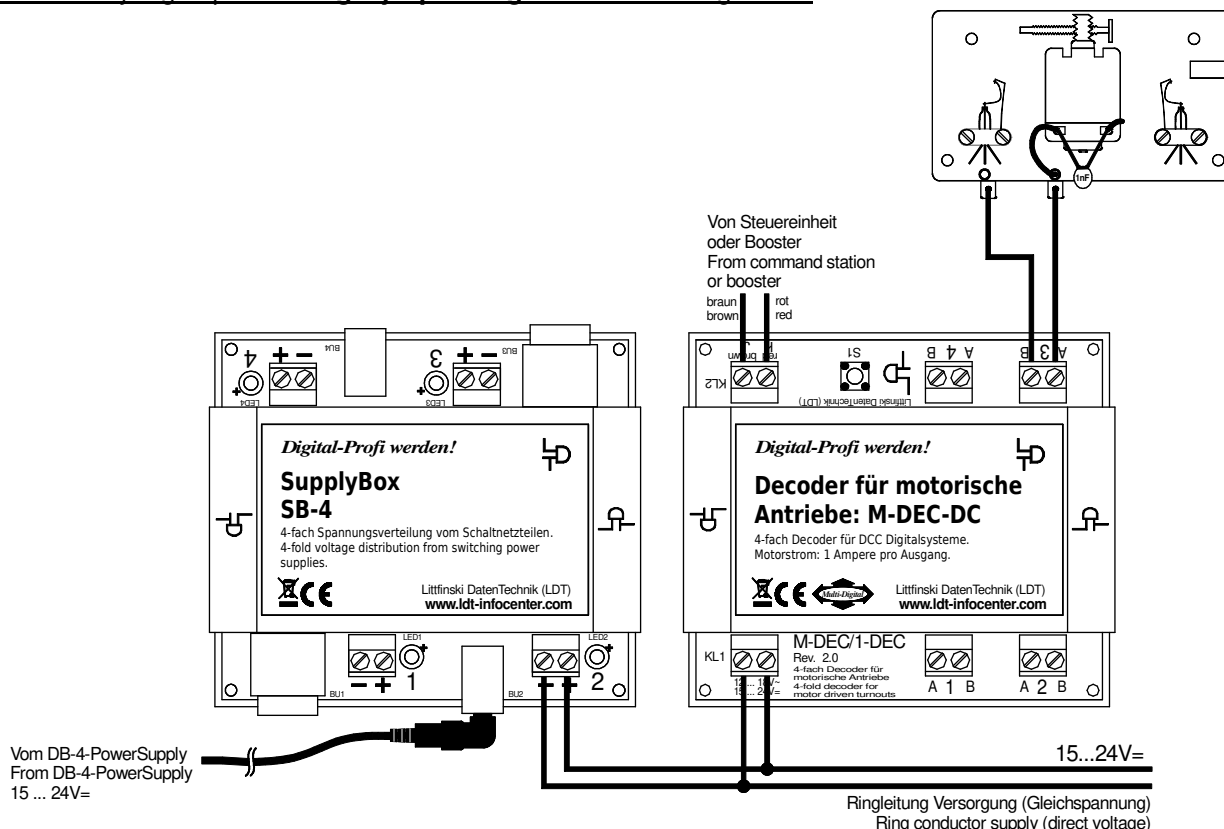 1nF
Von Steuereinheit
oder Booster
From command station
or booster
braun rot
brown red
4 + −
BU4
3 + −
BU3
LED4
LED3
Digital-Profi werden!
SupplyBox
SB-4
4-fach Spannungsverteilung vom Schaltnetzteilen.
4-fold voltage distribution from switching power
supplies.
CE
Littfinski DatenTechnik (LDT)
www.ldt-infocenter.com
LED1
− +
1
BU1
LED2
2
BU2
KL2
brown
red
S1
Littfinski DatenTechnik (LDT)
A 4 B
A 3 B
Digital-Profi werden!
Decoder für motorische
Antriebe: M-DEC-DC
4-fach Decoder für DCC Digitalsysteme.
Motorstrom: 1 Ampere pro Ausgang.
CE
Multi-Digital
Littfinski DatenTechnik (LDT)
www.ldt-infocenter.com
KL1
M-DEC/1-DEC
Rev. 2.0
4-fach Decoder für
motorische Antriebe
4-fold decoder for
motor driven turnouts
A 1 B
A 2 B
Vom DB-4-PowerSupply
From DB-4-PowerSupply
15 ... 24V=
15...24V=
Ringleitung Versorgung (Gleichspannung)
Ring conductor supply (direct voltage)